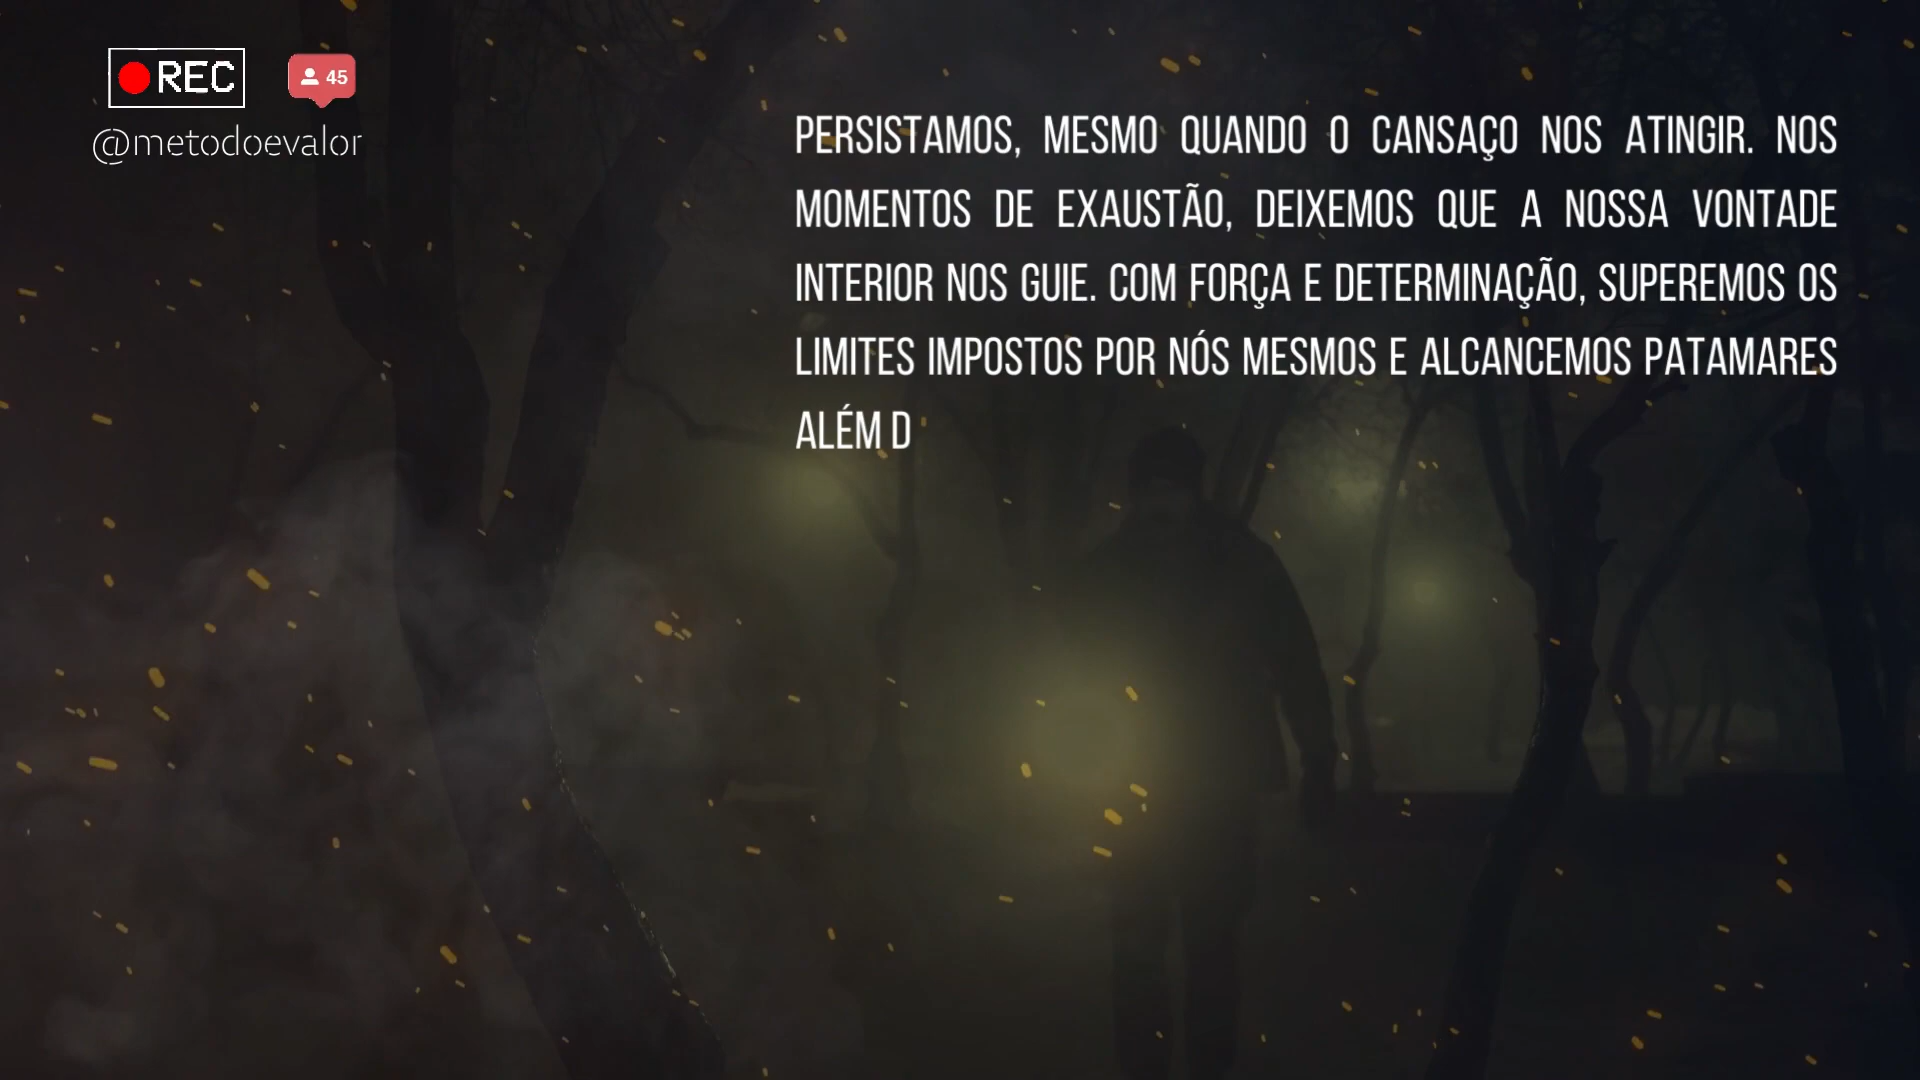 REC
45
@metodoevalor
PERSISTAMOS, MESMO QUANDO O CANSAÇO NOS ATINGIR. NOS
MOMENTOS DE EXAUSTÃO, DEIXEMOS QUE A NOSSA VONTADE
INTERIOR NOS GUIE. COM FORÇA E DETERMINAÇÃO, SUPEREMOS OS
LIMITES IMPOSTOS POR NÓS MESMOS E ALCANCEMOS PATAMARES
ALÉM D